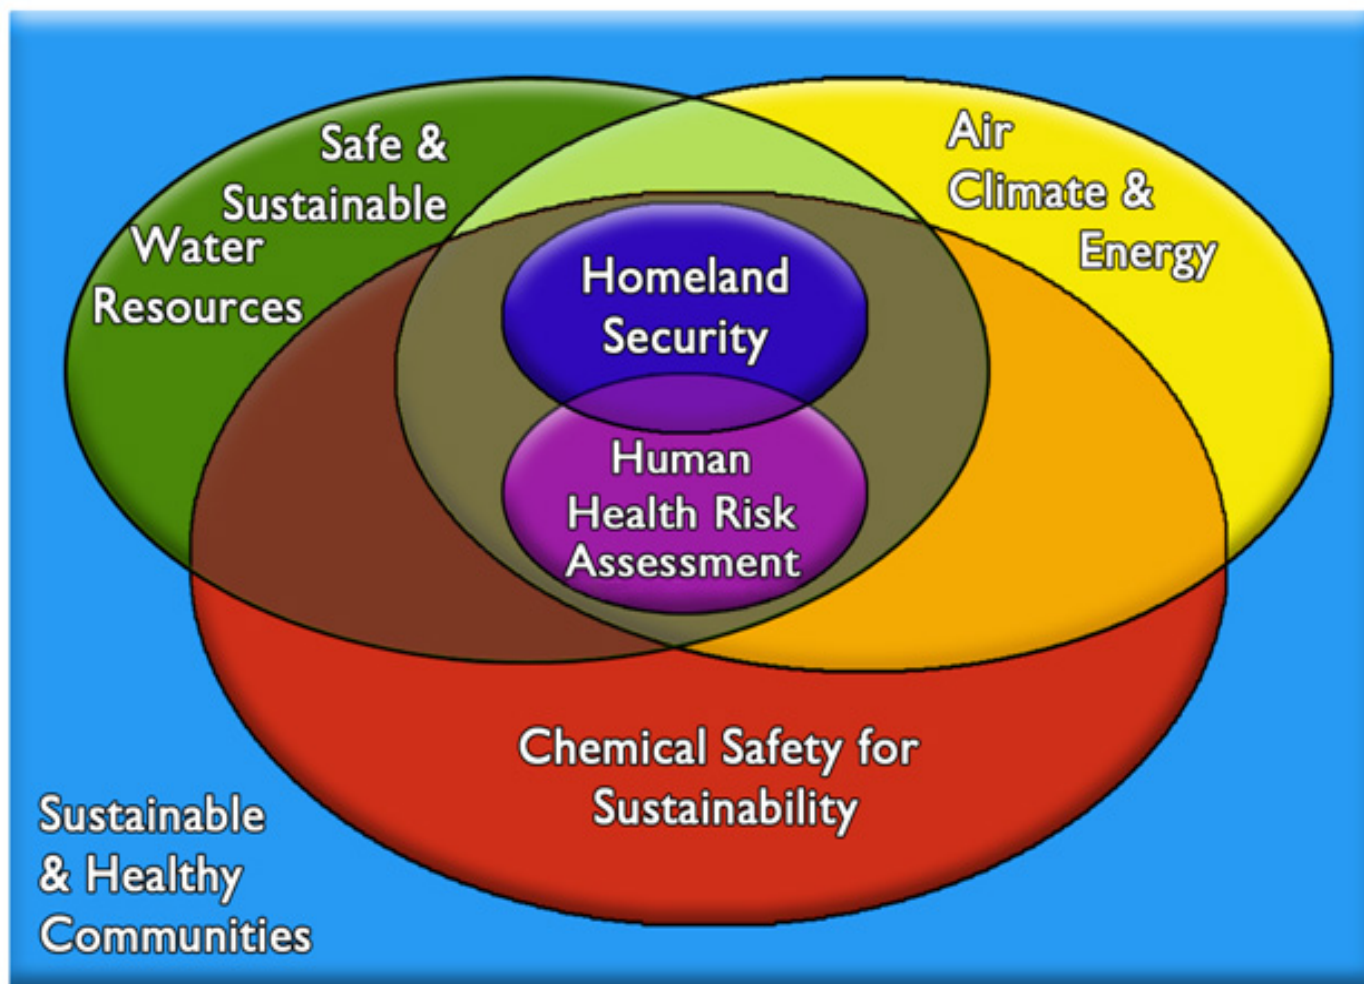 Safe &
Sustainable
Water
Resources
Air
Climate &
Energy
Homeland
Security
Human
Health Risk
Assessment
Chemical Safety for
Sustainability
Sustainable
& Healthy
Communities